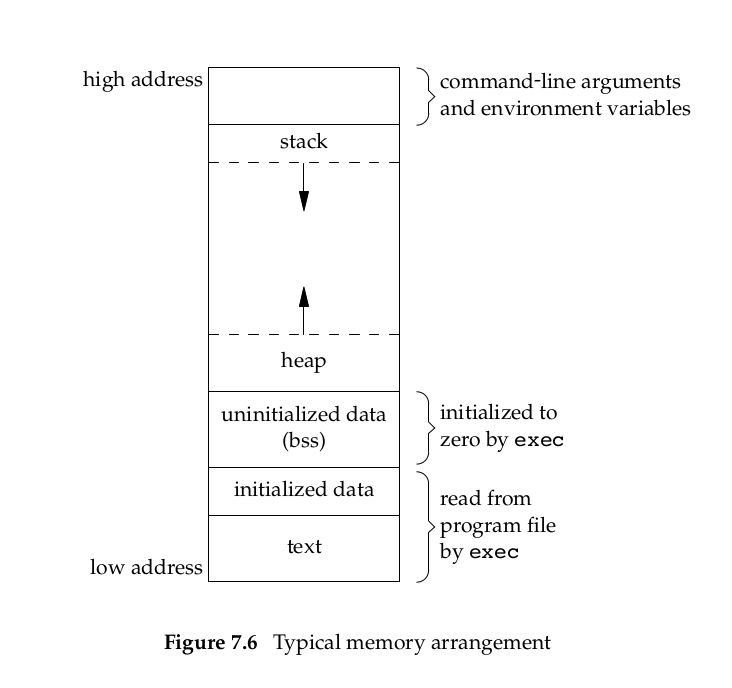 high address
command-line arguments
and environment variables
stack
heap
uninitialized data
(bss)
initialized to
zero by exec
initialized data
read from
program file
by exec
text
low address
Figure 7.6 Typical memory arrangement